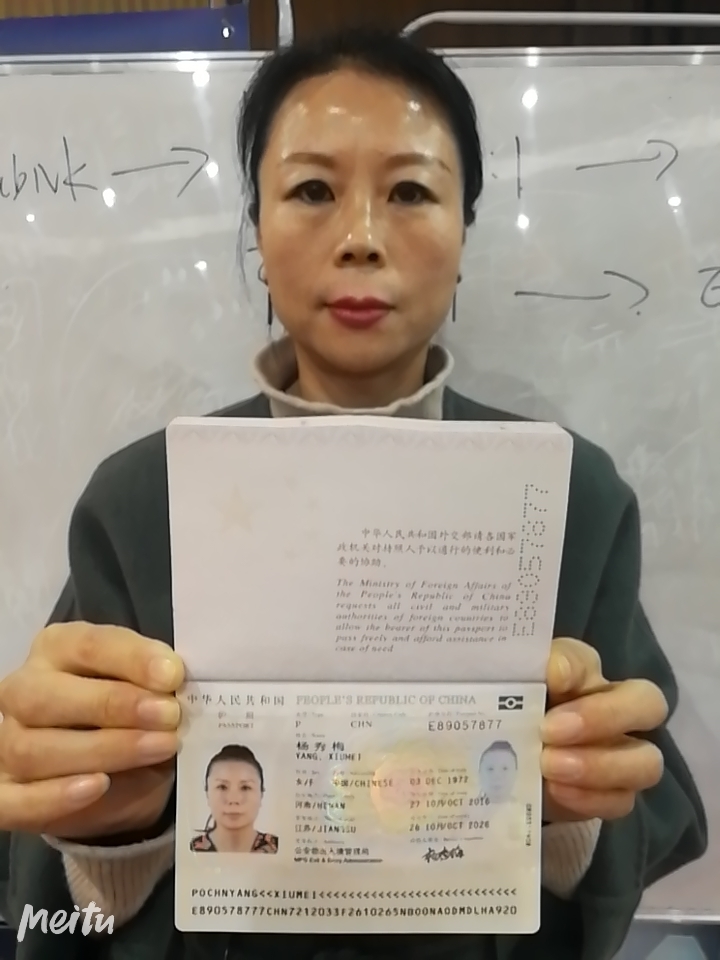 中华人民共和国外交部请各国军
政机关对持照人予以通行的便利和必
要的协助。
The Ministry of Foreign Affairs of
the People's Republic of China
requests all civil and military
authorities of foreign countries to
allow the bearer of this passport to
pass freely and afford assistance in
case of need
E89057877
中华人民共和国 PEOPLE'S REPUBLIC OF CHINA
护 照
PASSPORT
P CHN E89057877
杨秀梅
YANG, XIUMEI
女/F 中国/CHINESE 03 DEC 1972
河南/HENAN 27 10月/OCT 2016
江苏/JIANGSU 26 10月/OCT 2026
公安部出入境管理局
MPS Exit & Entry Administration
POCHNYANG<<XIUMEI<<<<<<<<<<<<<<<<<<<<<<<<<<<
E890578777CHN7212033F2610265NB00NAODMDLHA920
Meitu